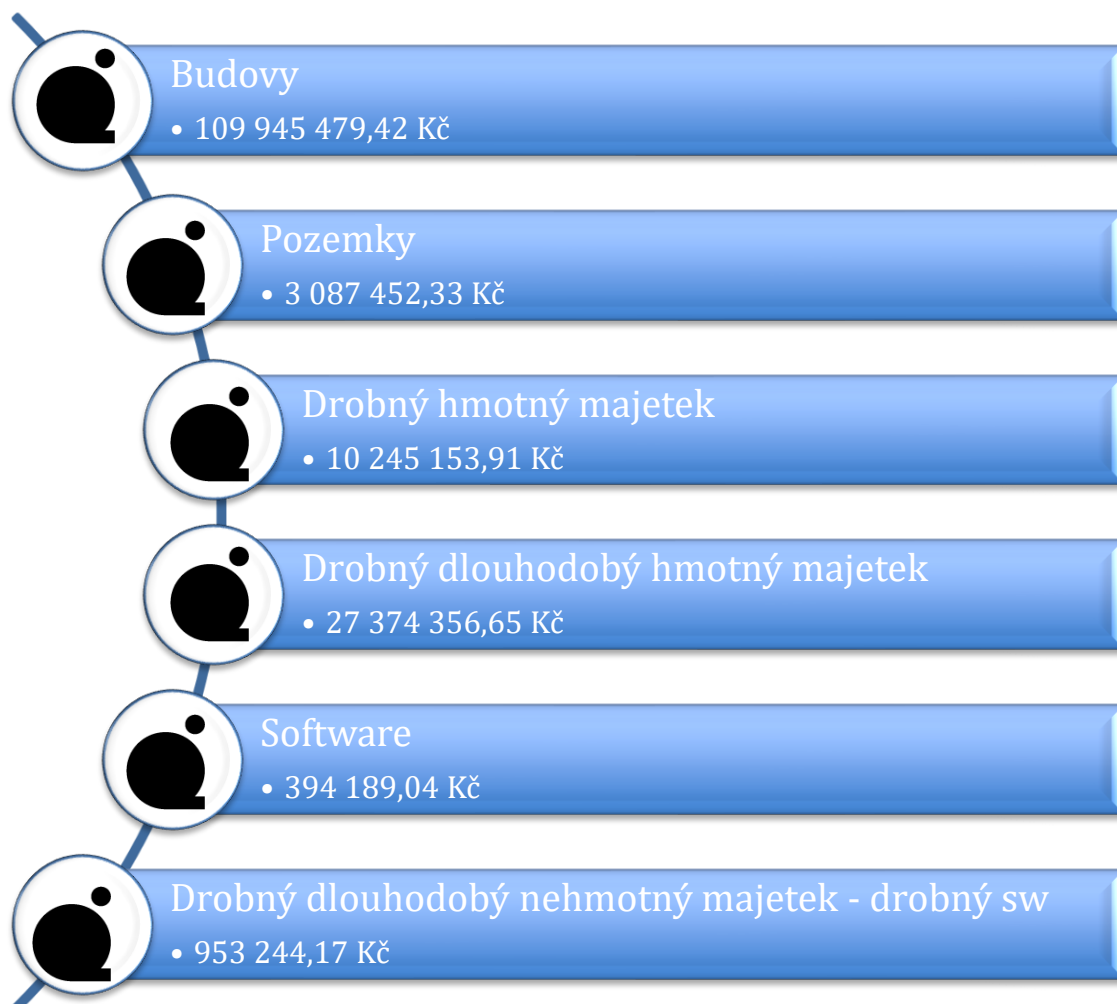 Budovy
• 109 945 479,42 Kč
Pozemky
• 3 087 452,33 Kč
Drobný hmotný majetek
• 10 245 153,91 Kč
Drobný dlouhodobý hmotný majetek
• 27 374 356,65 Kč
Software
• 394 189,04 Kč
Drobný dlouhodobý nehmotný majetek - drobný sw
• 953 244,17 Kč